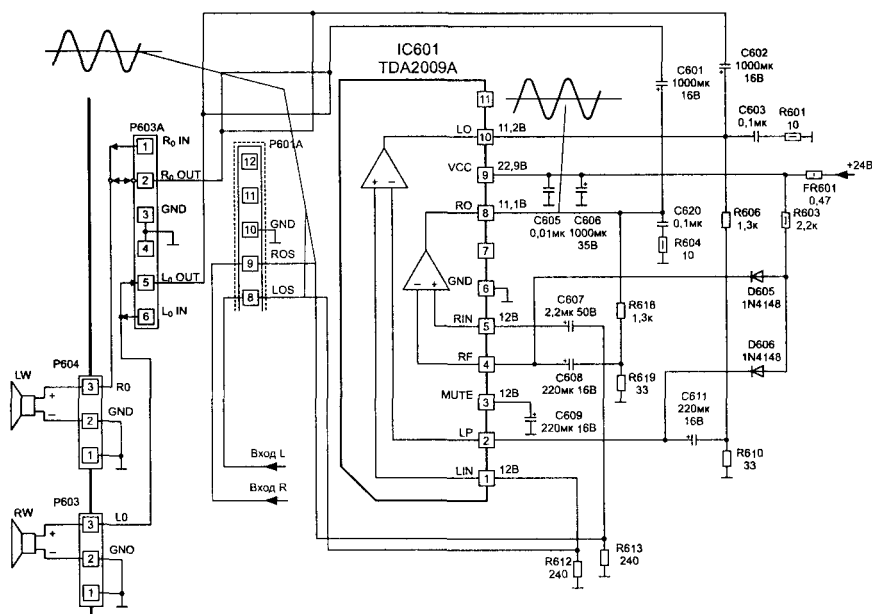 IC601
TDA2009A
C601
1000мк
16В
C602
1000мк
16В
C603
0,1мк
R601
10
P603A
1
R₀ IN
2
R₀ OUT
3
GND
4
5
L₀ OUT
6
L₀ IN
P601A
12
11
10
GND
9
ROS
8
LOS
11
LO
10
11,2В
VCC
9
22,9В
RO
8
11,1В
7
GND
6
RIN
5
12В
RF
4
MUTE
3
12В
LP
2
LIN
1
12В
+
−
−
+
+24В
FR601
0,47
C605
0,01мк
C606
1000мк
35В
C620
0,1мк
R604
10
R606
1,3к
R603
2,2к
D605
1N4148
D606
1N4148
C607
2,2мк 50В
R618
1,3к
C608
220мк 16В
R619
33
C609
220мк 16В
C611
220мк
16В
R610
33
R612
240
R613
240
Вход L
Вход R
P604
LW
+
−
3
R0
2
GND
1
P603
RW
+
−
3
L0
2
GNO
1